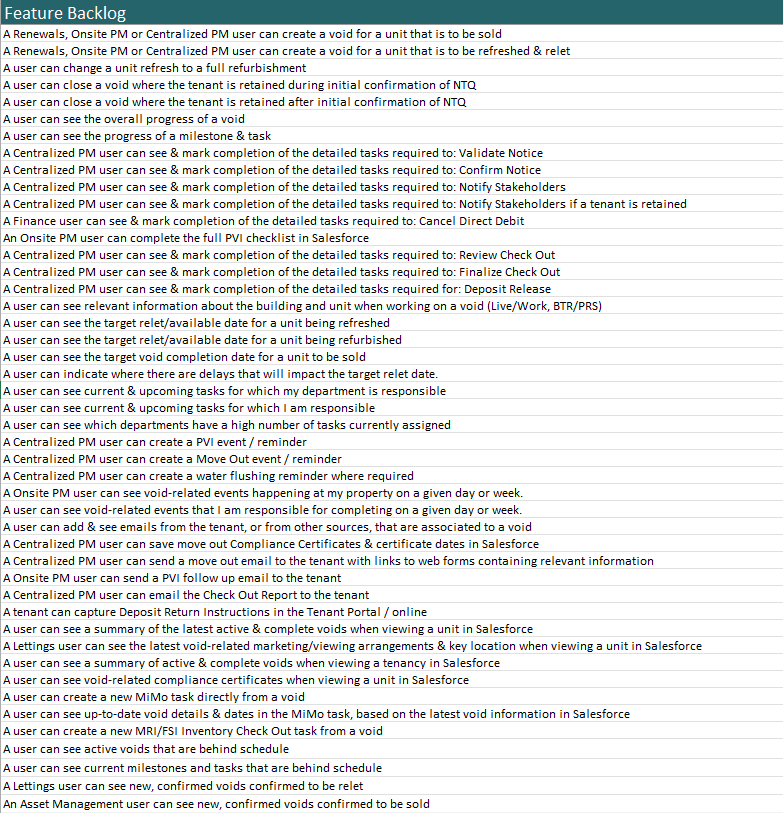 Feature Backlog
A Renewals, Onsite PM or Centralized PM user can create a void for a unit that is to be sold
A Renewals, Onsite PM or Centralized PM user can create a void for a unit that is to be refreshed & relet
A user can change a unit refresh to a full refurbishment
A user can close a void where the tenant is retained during initial confirmation of NTQ
A user can close a void where the tenant is retained after initial confirmation of NTQ
A user can see the overall progress of a void
A user can see the progress of a milestone & task
A Centralized PM user can see & mark completion of the detailed tasks required to: Validate Notice
A Centralized PM user can see & mark completion of the detailed tasks required to: Confirm Notice
A Centralized PM user can see & mark completion of the detailed tasks required to: Notify Stakeholders
A Centralized PM user can see & mark completion of the detailed tasks required to: Notify Stakeholders if a tenant is retained
A Finance user can see & mark completion of the detailed tasks required to: Cancel Direct Debit
An Onsite PM user can complete the full PVI checklist in Salesforce
A Centralized PM user can see & mark completion of the detailed tasks required to: Review Check Out
A Centralized PM user can see & mark completion of the detailed tasks required to: Finalize Check Out
A Centralized PM user can see & mark completion of the detailed tasks required for: Deposit Release
A user can see relevant information about the building and unit when working on a void (Live/Work, BTR/PRS)
A user can see the target relet/available date for a unit being refreshed
A user can see the target relet/available date for a unit being refurbished
A user can see the target void completion date for a unit to be sold
A user can indicate where there are delays that will impact the target relet date.
A user can see current & upcoming tasks for which my department is responsible
A user can see current & upcoming tasks for which I am responsible
A user can see which departments have a high number of tasks currently assigned
A Centralized PM user can create a PVI event / reminder
A Centralized PM user can create a Move Out event / reminder
A Centralized PM user can create a water flushing reminder where required
A Onsite PM user can see void-related events happening at my property on a given day or week.
A user can see void-related events that I am responsible for completing on a given day or week.
A user can add & see emails from the tenant, or from other sources, that are associated to a void
A Centralized PM user can save move out Compliance Certificates & certificate dates in Salesforce
A Centralized PM user can send a move out email to the tenant with links to web forms containing relevant information
A Onsite PM user can send a PVI follow up email to the tenant
A Centralized PM user can email the Check Out Report to the tenant
A tenant can capture Deposit Return Instructions in the Tenant Portal / online
A user can see a summary of the latest active & complete voids when viewing a unit in Salesforce
A Lettings user can see the latest void-related marketing/viewing arrangements & key location when viewing a unit in Salesforce
A user can see a summary of active & complete voids when viewing a tenancy in Salesforce
A user can see void-related compliance certificates when viewing a unit in Salesforce
A user can create a new MiMo task directly from a void
A user can see up-to-date void details & dates in the MiMo task, based on the latest void information in Salesforce
A user can create a new MRI/FSI Inventory Check Out task from a void
A user can see active voids that are behind schedule
A user can see current milestones and tasks that are behind schedule
A Lettings user can see new, confirmed voids confirmed to be relet
An Asset Management user can see new, confirmed voids confirmed to be sold